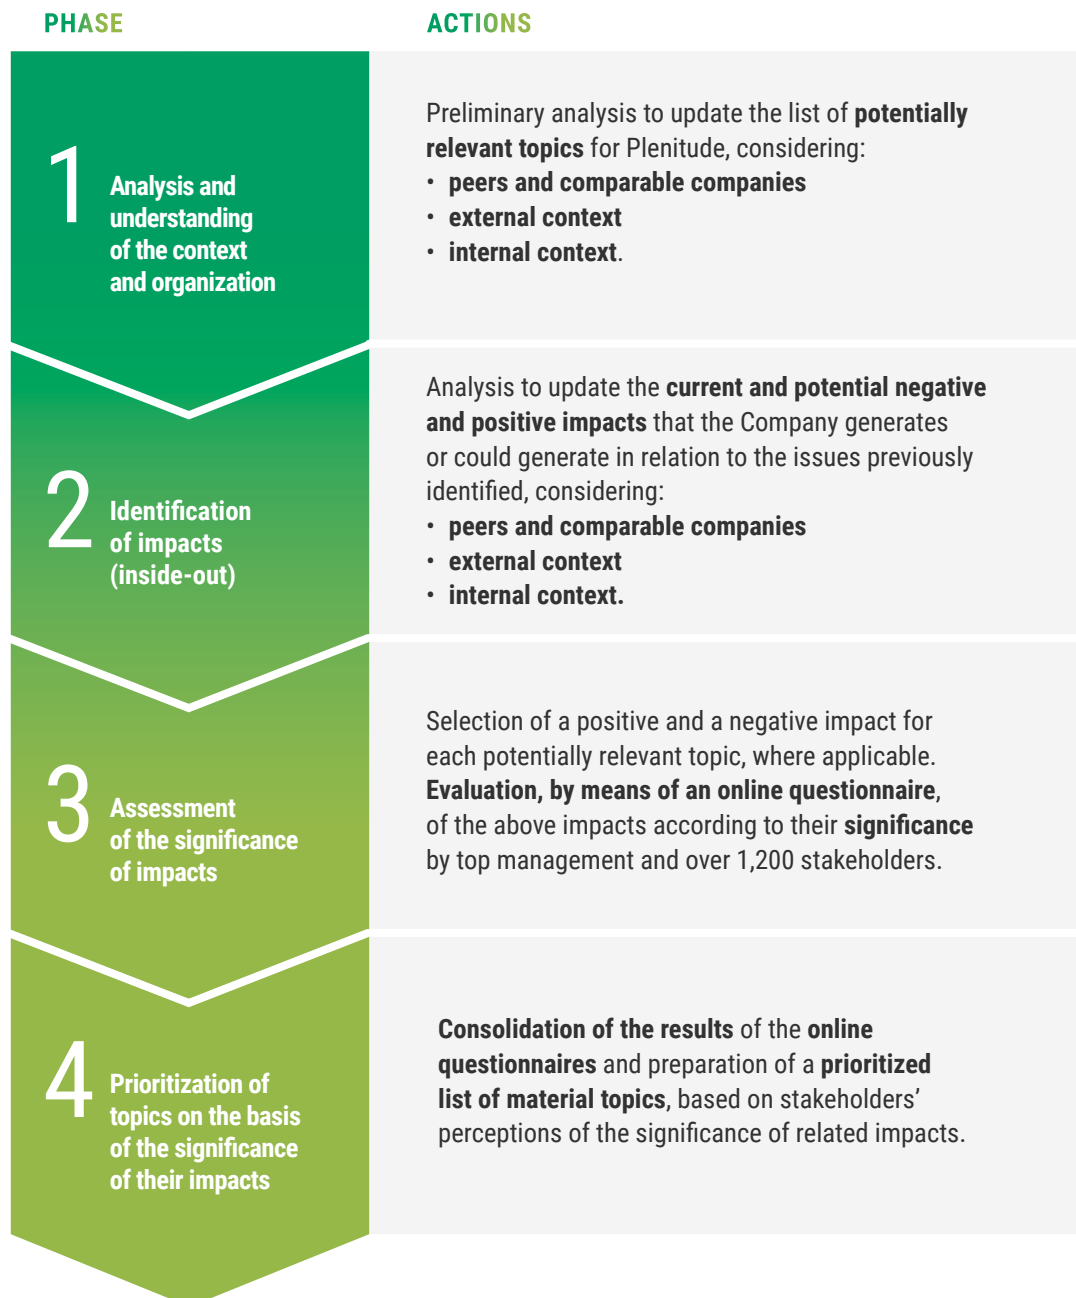 PHASE
ACTIONS
1
Analysis and
understanding
of the context
and organization
Preliminary analysis to update the list of potentially
relevant topics for Plenitude, considering:
• peers and comparable companies
• external context
• internal context.
2
Identification
of impacts
(inside-out)
Analysis to update the current and potential negative
and positive impacts that the Company generates
or could generate in relation to the issues previously
identified, considering:
• peers and comparable companies
• external context
• internal context.
3
Assessment
of the significance
of impacts
Selection of a positive and a negative impact for
each potentially relevant topic, where applicable.
Evaluation, by means of an online questionnaire,
of the above impacts according to their significance
by top management and over 1,200 stakeholders.
4
Prioritization of
topics on the basis
of the significance
of their impacts
Consolidation of the results of the online
questionnaires and preparation of a prioritized
list of material topics, based on stakeholders’
perceptions of the significance of related impacts.